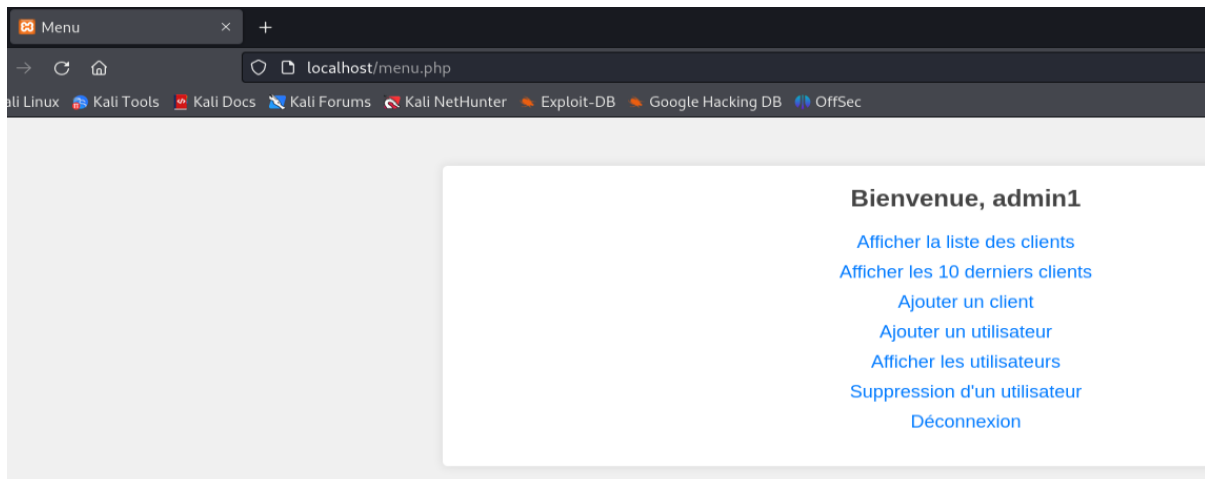 Menu
localhost/menu.php
ali Linux Kali Tools Kali Docs Kali Forums Kali NetHunter Exploit-DB Google Hacking DB OffSec
Bienvenue, admin1
Afficher la liste des clients
Afficher les 10 derniers clients
Ajouter un client
Ajouter un utilisateur
Afficher les utilisateurs
Suppression d'un utilisateur
Déconnexion